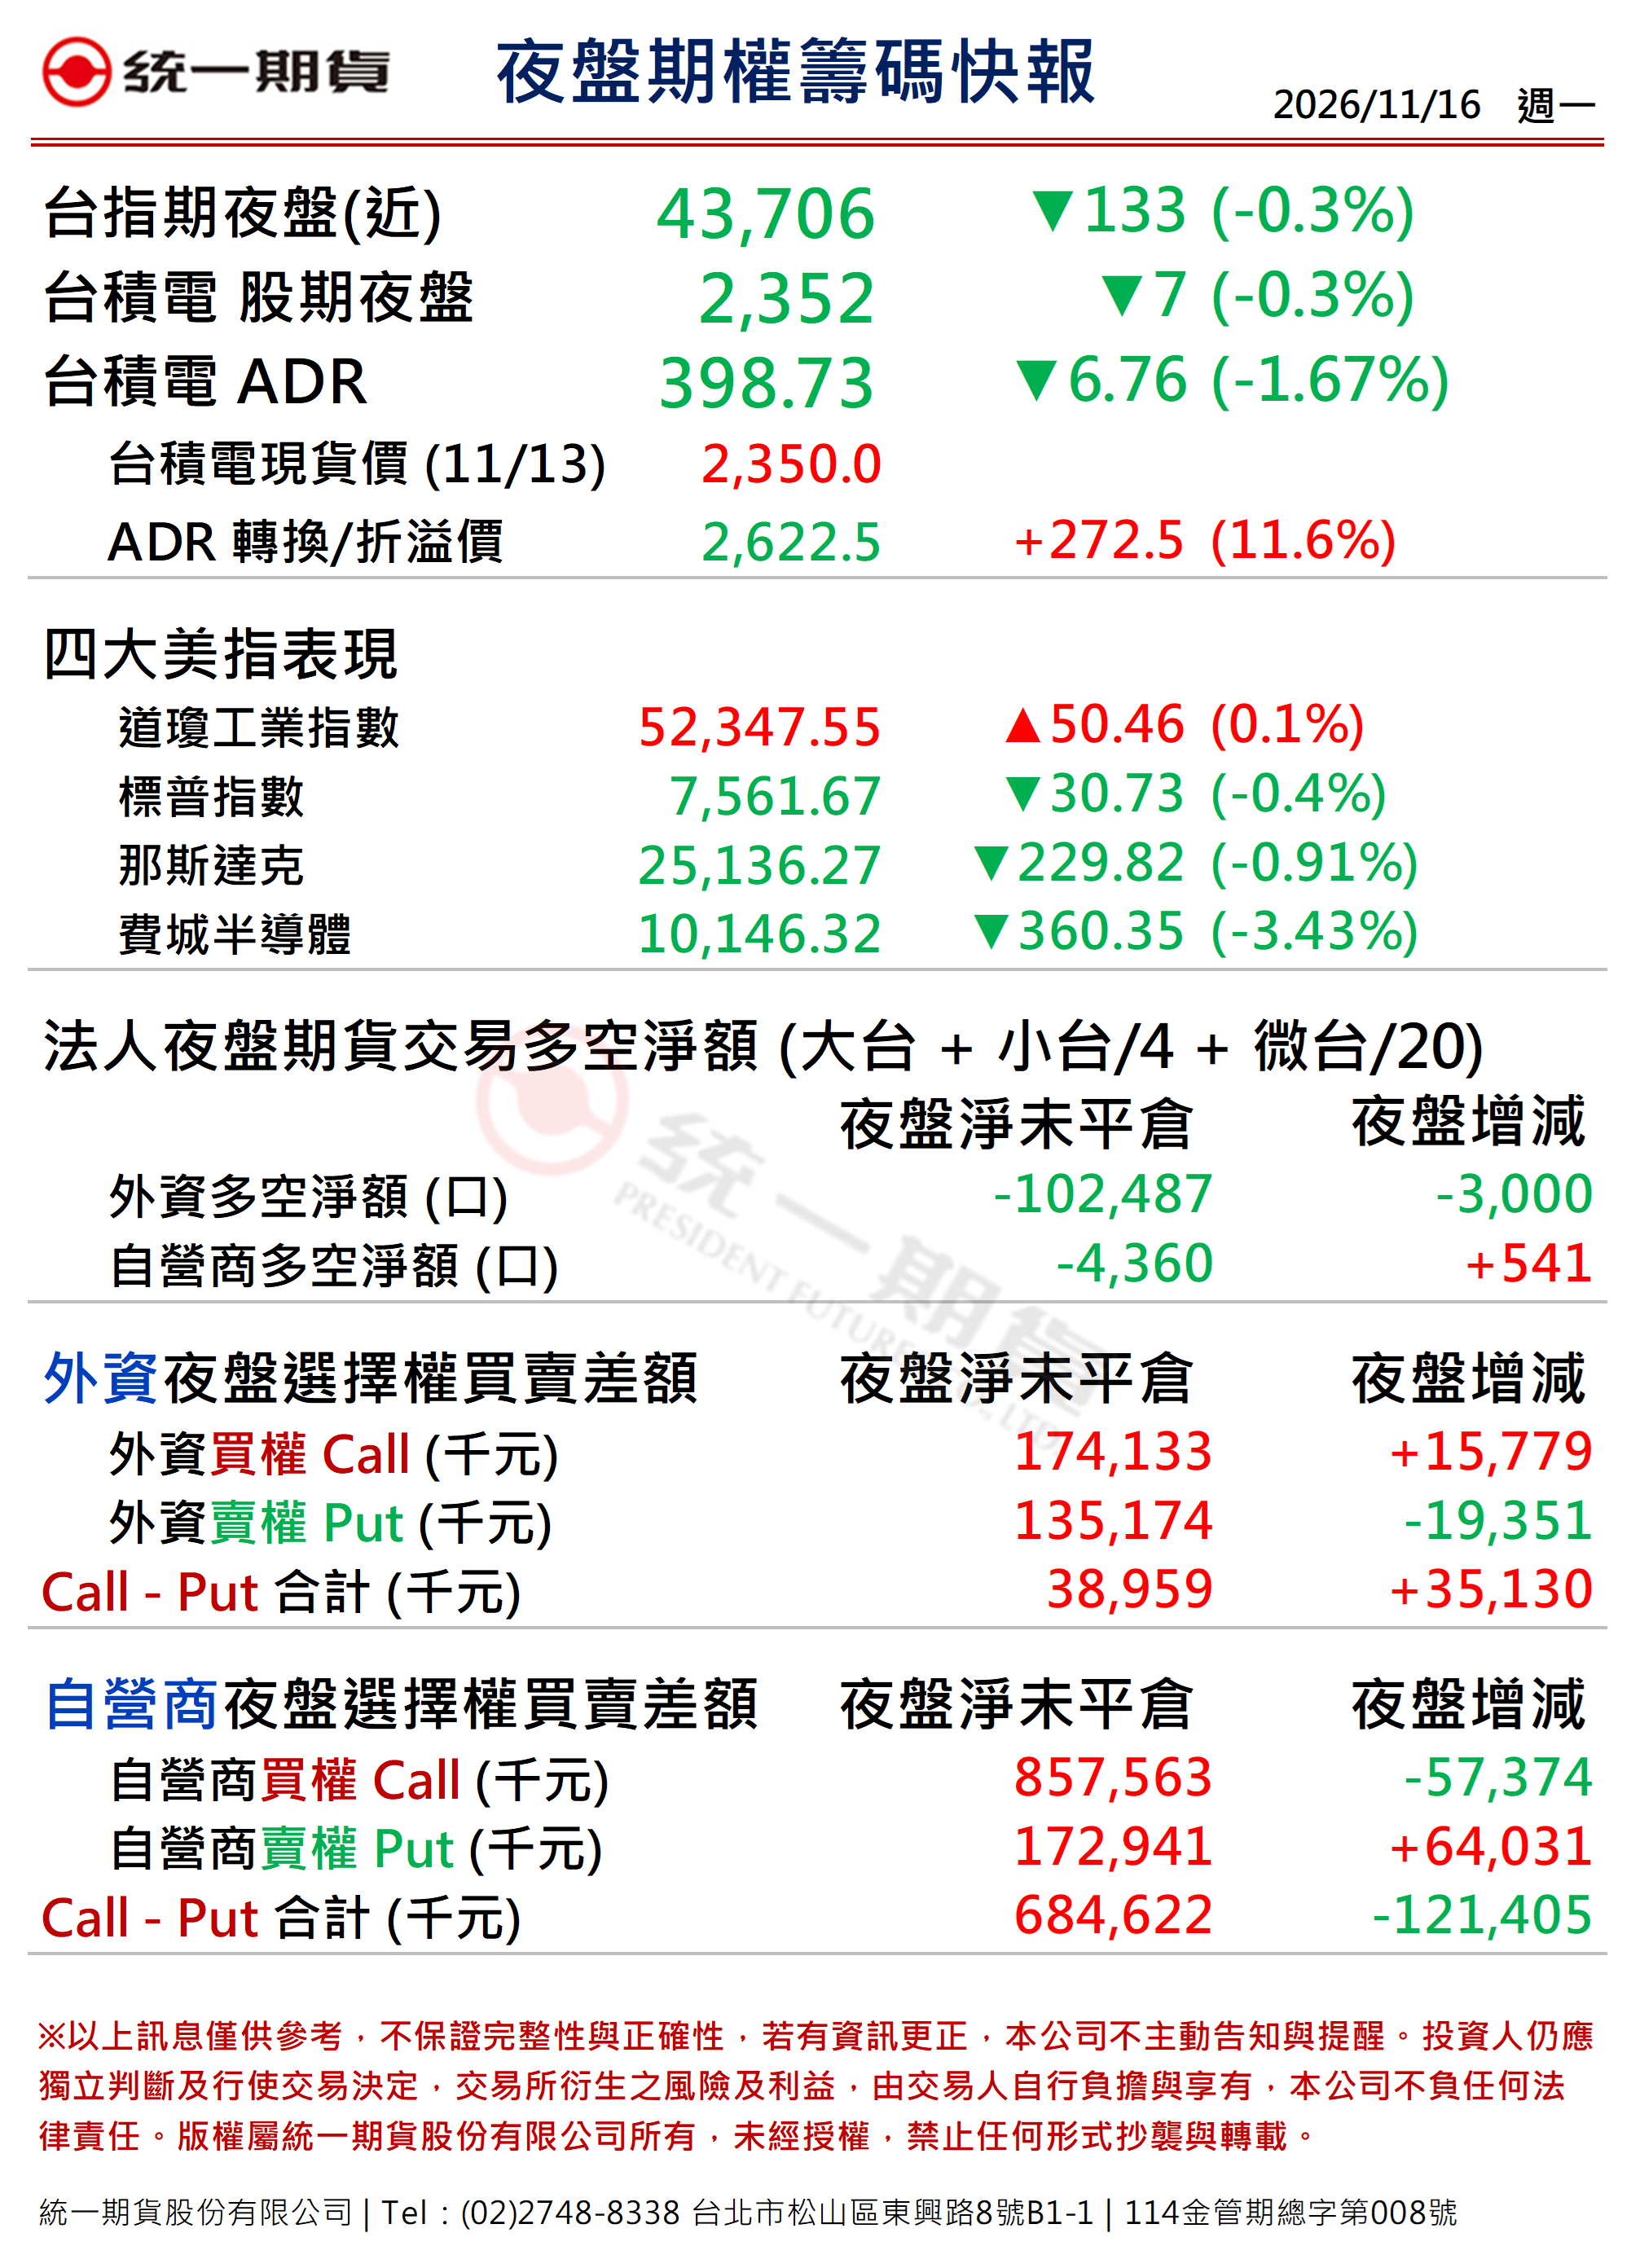 統一期貨
夜盤期權籌碼快報
2026/11/16 週一
台指期夜盤(近) 43,706 ▼133 (-0.3%)
台積電 股期夜盤 2,352 ▼7 (-0.3%)
台積電 ADR 398.73 ▼6.76 (-1.67%)
台積電現貨價 (11/13) 2,350.0
ADR 轉換/折溢價 2,622.5 +272.5 (11.6%)
四大美指表現
道瓊工業指數 52,347.55 ▲50.46 (0.1%)
標普指數 7,561.67 ▼30.73 (-0.4%)
那斯達克 25,136.27 ▼229.82 (-0.91%)
費城半導體 10,146.32 ▼360.35 (-3.43%)
法人夜盤期貨交易多空淨額 (大台 + 小台/4 + 微台/20)
夜盤淨未平倉 夜盤增減
外資多空淨額 (口) -102,487 -3,000
自營商多空淨額 (口) -4,360 +541
外資夜盤選擇權買賣差額 夜盤淨未平倉 夜盤增減
外資買權 Call (千元) 174,133 +15,779
外資賣權 Put (千元) 135,174 -19,351
Call - Put 合計 (千元) 38,959 +35,130
自營商夜盤選擇權買賣差額 夜盤淨未平倉 夜盤增減
自營商買權 Call (千元) 857,563 -57,374
自營商賣權 Put (千元) 172,941 +64,031
Call - Put 合計 (千元) 684,622 -121,405
統一期貨
PRESIDENT FUTURES CO., LTD.
※以上訊息僅供參考，不保證完整性與正確性，若有資訊更正，本公司不主動告知與提醒。投資人仍應
獨立判斷及行使交易決定，交易所衍生之風險及利益，由交易人自行負擔與享有，本公司不負任何法
律責任。版權屬統一期貨股份有限公司所有，未經授權，禁止任何形式抄襲與轉載。
統一期貨股份有限公司 | Tel：(02)2748-8338 台北市松山區東興路8號B1-1 | 114金管期總字第008號